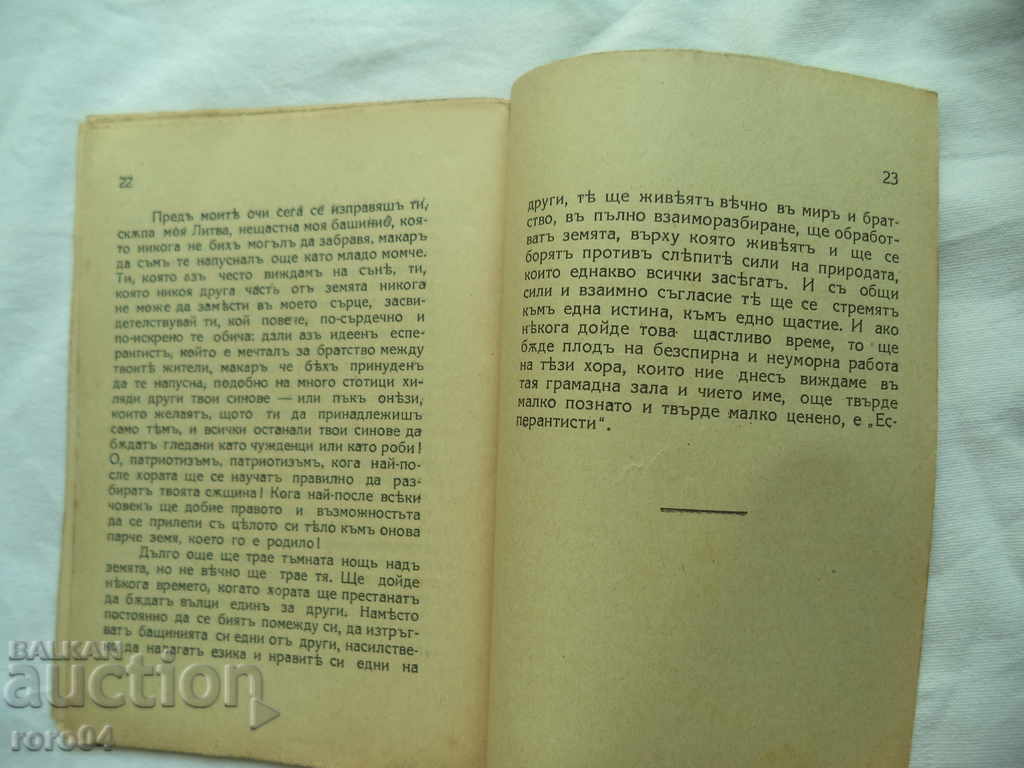 22
Предъ моитѣ очи сега се изправяшъ ти,
скѫпа моя Литва, нещастна моя башинио, коя-
то никога не бихъ могълъ да забравя, макаръ
да съмъ те напусналъ още като младо момче.
Ти, която азъ често виждамъ на сънѣ, ти,
която никоя друга часть отъ земята никога
не може да замѣсти въ моето сърце, засви-
детелствувай ти, кой повече, по-сърдечно и
по-искрено те обича: дали азъ идеенъ еспе-
рантистъ, който е мечталъ за братство между
твоитѣ жители, макаръ че бѣхъ принуденъ
да те напусна, подобно на много стотици хи-
ляди други твои синове — или пъкъ онѣзи,
които желаятъ, щото ти да принадлежишъ
само тѣмъ, и всички останали твои синове да
бѫдатъ гледани като чужденци или като роби!
О, патриотизъмъ, патриотизъмъ, кога най-по-
сле хората ще се научатъ правилно да раз-
биратъ твоята сѫщина! Кога най-после всѣки
човекъ ще добие правото и възможностьта
да се прилепи съ цѣлото си тѣло къмъ онова
парче земя, което го е родило!
Дълго още ще трае тъмната нощь надъ
земята, но не вѣчно ще трае тя. Ще дойде
нѣкога времето, когато хората ще престанатъ
да бѫдатъ вълци единъ за други. Намѣсто
постоянно да се биятъ помежду си, да изтръг-
ватъ бащинията си едни отъ други, насилстве-
но да налагатъ езика и нравитѣ си едни на
23
други, тѣ ще живѣятъ вѣчно въ миръ и брат-
ство, въ пълно взаиморазбиране, ще обработ-
ватъ земята, върху която живѣятъ и ще се
борятъ противъ слѣпитѣ сили на природата,
които еднакво всички засѣгатъ. И съ общи
сили и взаимно съгласие тѣ ще се стремятъ
къмъ една истина, къмъ едно щастие. И ако
нѣкога дойде това щастливо време, то ще
бѫде плодъ на безспирна и неуморна работа
на тѣзи хора, които ние днесъ виждаме въ
тая грамадна зала и чието име, още твърде
малко познато и твърде малко ценено, е „Ес-
перантисти“.
BALKAN
auction
roro04